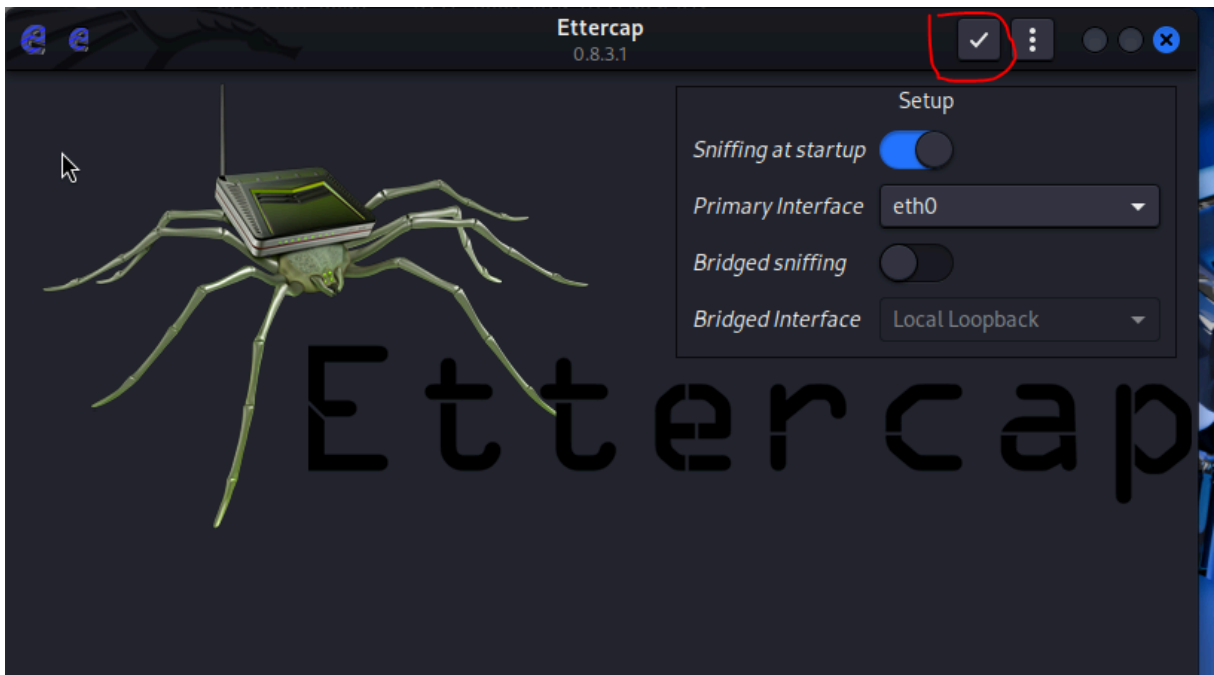 Ettercap
0.8.3.1
Setup
Sniffing at startup
Primary Interface eth0
Bridged sniffing
Bridged Interface Local Loopback
Ettercap